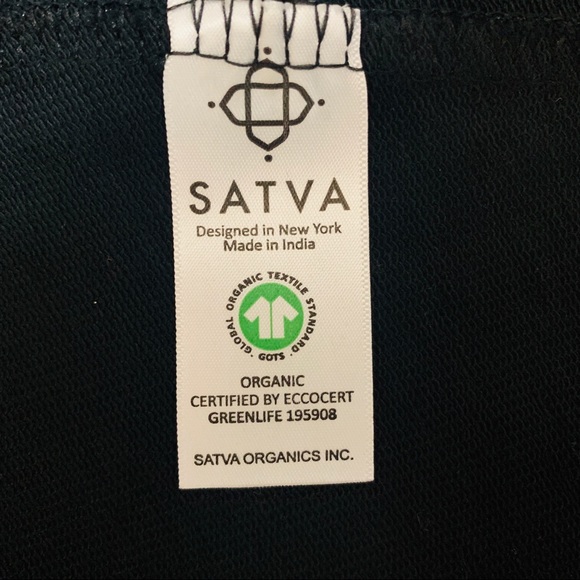 SATVA
Designed in New York
Made in India
GLOBAL ORGANIC TEXTILE STANDARD
GOTS
ORGANIC
CERTIFIED BY ECCOCERT
GREENLIFE 195908
SATVA ORGANICS INC.